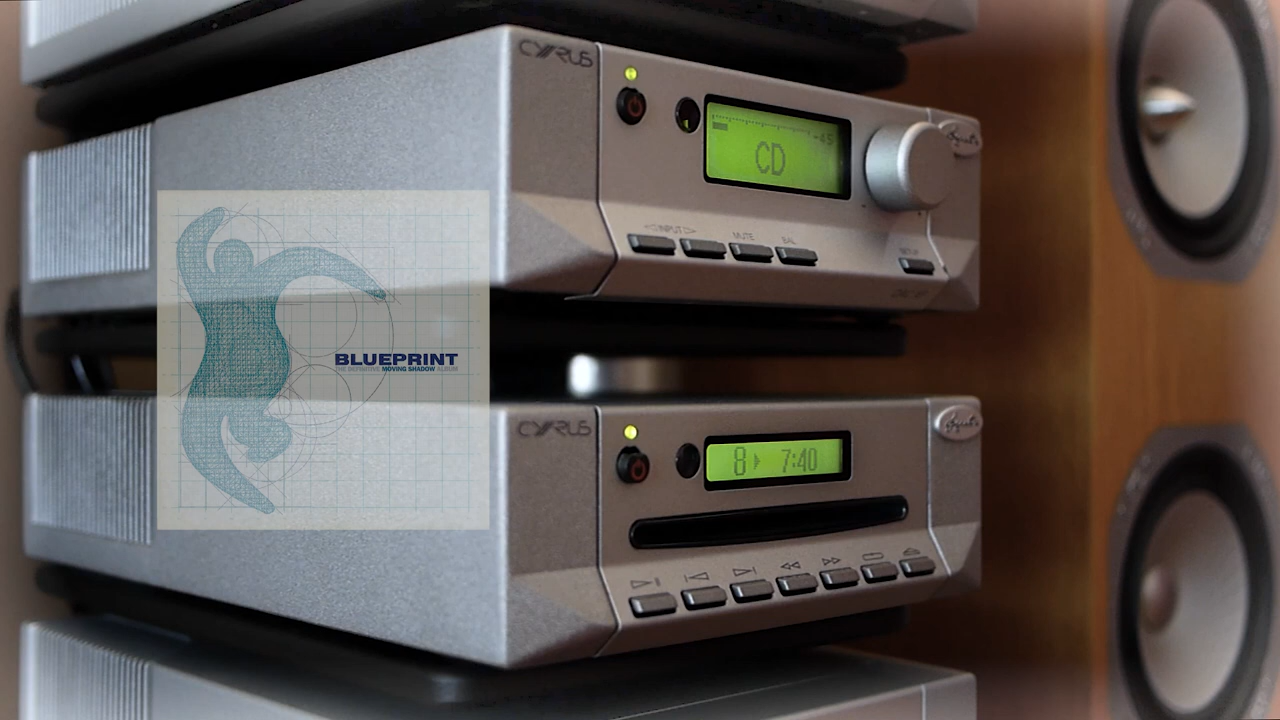 CYRUS
-45
CD
◁ INPUT ▷
MUTE
BAL
BLUEPRINT
THE DEFINITIVE MOVING SHADOW ALBUM
CYRUS
8 ▶ 7:40